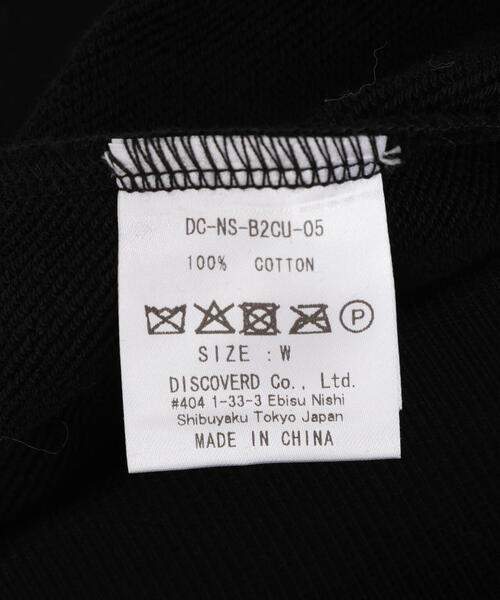 DC-NS-B2CU-05
100% COTTON
P
SIZE : W
DISCOVERD Co., Ltd.
#404 1-33-3 Ebisu Nishi
Shibuyaku Tokyo Japan
MADE IN CHINA